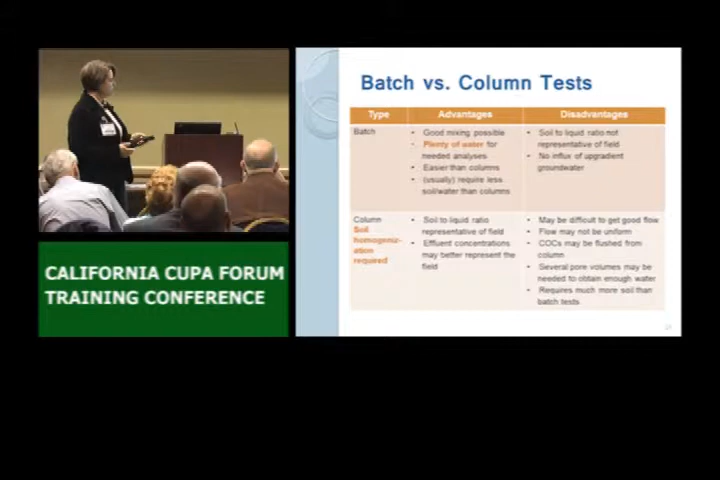 Batch vs. Column Tests
Type Advantages Disadvantages
Batch
• Good mixing possible
• Plenty of water for
needed analyses
• Easier than columns
• (usually) require less
soil/water than columns
• Soil to liquid ratio not
representative of field
• No influx of upgradient
groundwater
Column
Soil
homogeniz-
ation
required
• Soil to liquid ratio
representative of field
• Effluent concentrations
may better represent the
field
• May be difficult to get good flow
• Flow may not be uniform
• COCs may be flushed from
column
• Several pore volumes may be
needed to obtain enough water
• Requires much more soil than
batch tests
CALIFORNIA CUPA FORUM
TRAINING CONFERENCE